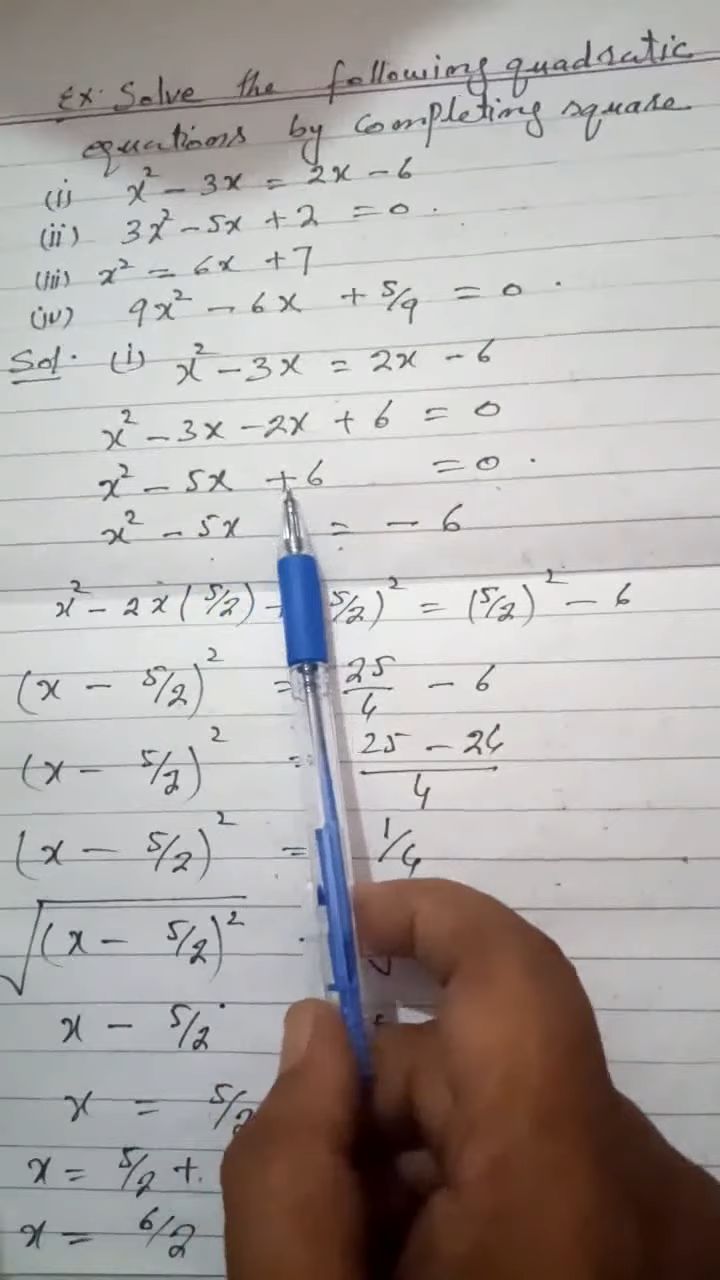 Ex: Solve the following quadratic
equations by completing square
(i) x² - 3x = 2x - 6
(ii) 3x² - 5x + 2 = 0.
(iii) x² = 6x + 7
(iv) 9x² - 6x + 5/9 = 0.
Sol. (i) x² - 3x = 2x - 6
x² - 3x - 2x + 6 = 0
x² - 5x + 6 = 0.
x² - 5x = - 6
x² - 2x(5/2) 5/2)² = (5/2)² - 6
(x - 5/2)² = 25/4 - 6
(x - 5/2)² = 25 - 24/4
(x - 5/2)² = 1/4
√(x - 5/2)²
x - 5/2
x = 5/2
x = 5/2 +
x = 6/2